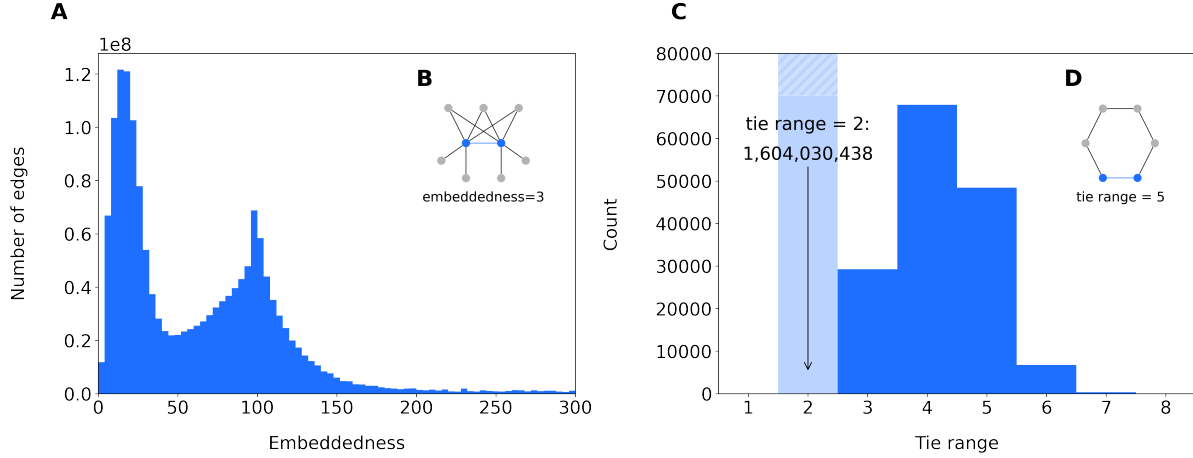 A
1e8
1.2
1.0
0.8
0.6
0.4
0.2
0.0
Number of edges
0 50 100 150 200 250 300
Embeddedness
B
embeddedness=3
C
80000
70000
60000
50000
40000
30000
20000
10000
0
Count
tie range = 2:
1,604,030,438
1 2 3 4 5 6 7 8
Tie range
D
tie range = 5